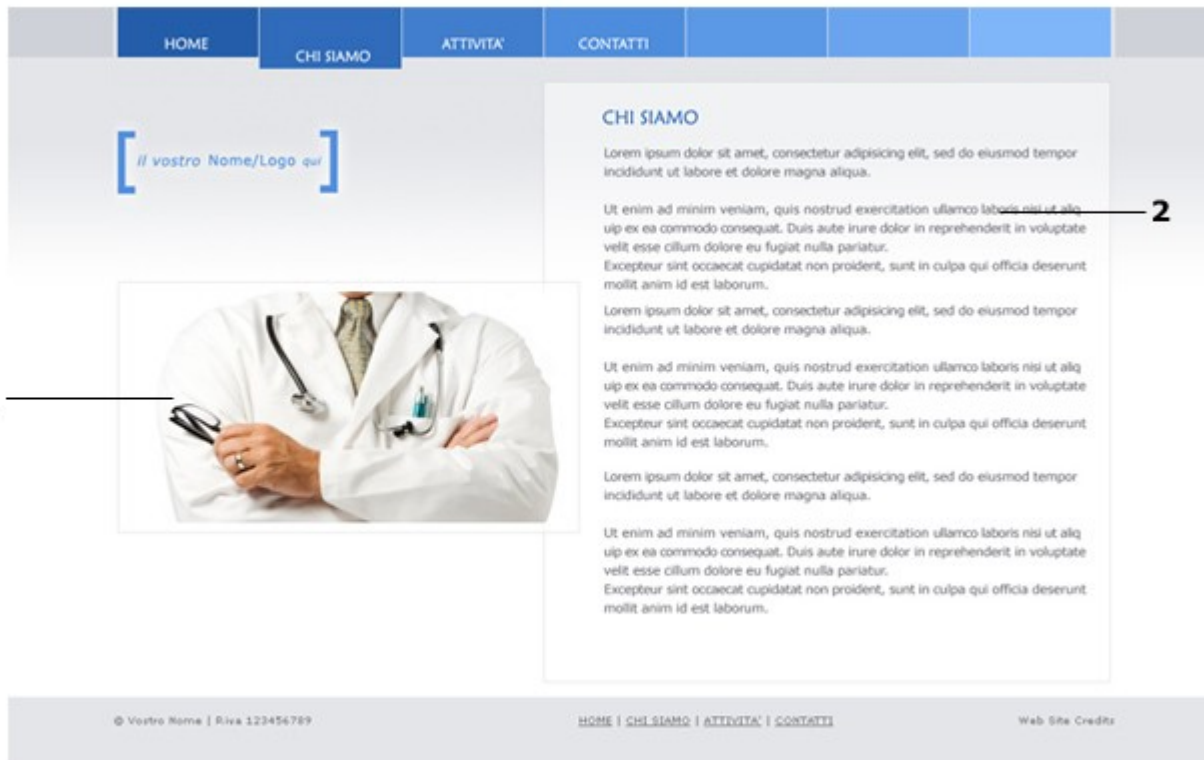 HOME
CHI SIAMO
ATTIVITA'
CONTATTI
il vostro Nome/Logo qui
CHI SIAMO
Lorem ipsum dolor sit amet, consectetur adipisicing elit, sed do eiusmod tempor
incididunt ut labore et dolore magna aliqua.
Ut enim ad minim veniam, quis nostrud exercitation ullamco laboris nisi ut aliq
uip ex ea commodo consequat. Duis aute irure dolor in reprehenderit in voluptate
velit esse cillum dolore eu fugiat nulla pariatur.
Excepteur sint occaecat cupidatat non proident, sunt in culpa qui officia deserunt
mollit anim id est laborum.
Lorem ipsum dolor sit amet, consectetur adipisicing elit, sed do eiusmod tempor
incididunt ut labore et dolore magna aliqua.
Ut enim ad minim veniam, quis nostrud exercitation ullamco laboris nisi ut aliq
uip ex ea commodo consequat. Duis aute irure dolor in reprehenderit in voluptate
velit esse cillum dolore eu fugiat nulla pariatur.
Excepteur sint occaecat cupidatat non proident, sunt in culpa qui officia deserunt
mollit anim id est laborum.
Lorem ipsum dolor sit amet, consectetur adipisicing elit, sed do eiusmod tempor
incididunt ut labore et dolore magna aliqua.
Ut enim ad minim veniam, quis nostrud exercitation ullamco laboris nisi ut aliq
uip ex ea commodo consequat. Duis aute irure dolor in reprehenderit in voluptate
velit esse cillum dolore eu fugiat nulla pariatur.
Excepteur sint occaecat cupidatat non proident, sunt in culpa qui officia deserunt
mollit anim id est laborum.
2
© Vostro Nome | P.iva 123456789
HOME | CHI SIAMO | ATTIVITA' | CONTATTI
Web Site Credits